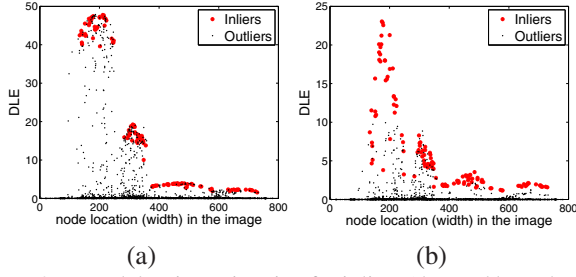 50
40
30
20
10
0
DLE
0 200 400 600 800
node location (width) in the image
Inliers
Outliers
(a)
25
20
15
10
5
0
DLE
0 200 400 600 800
node location (width) in the image
Inliers
Outliers
(b)